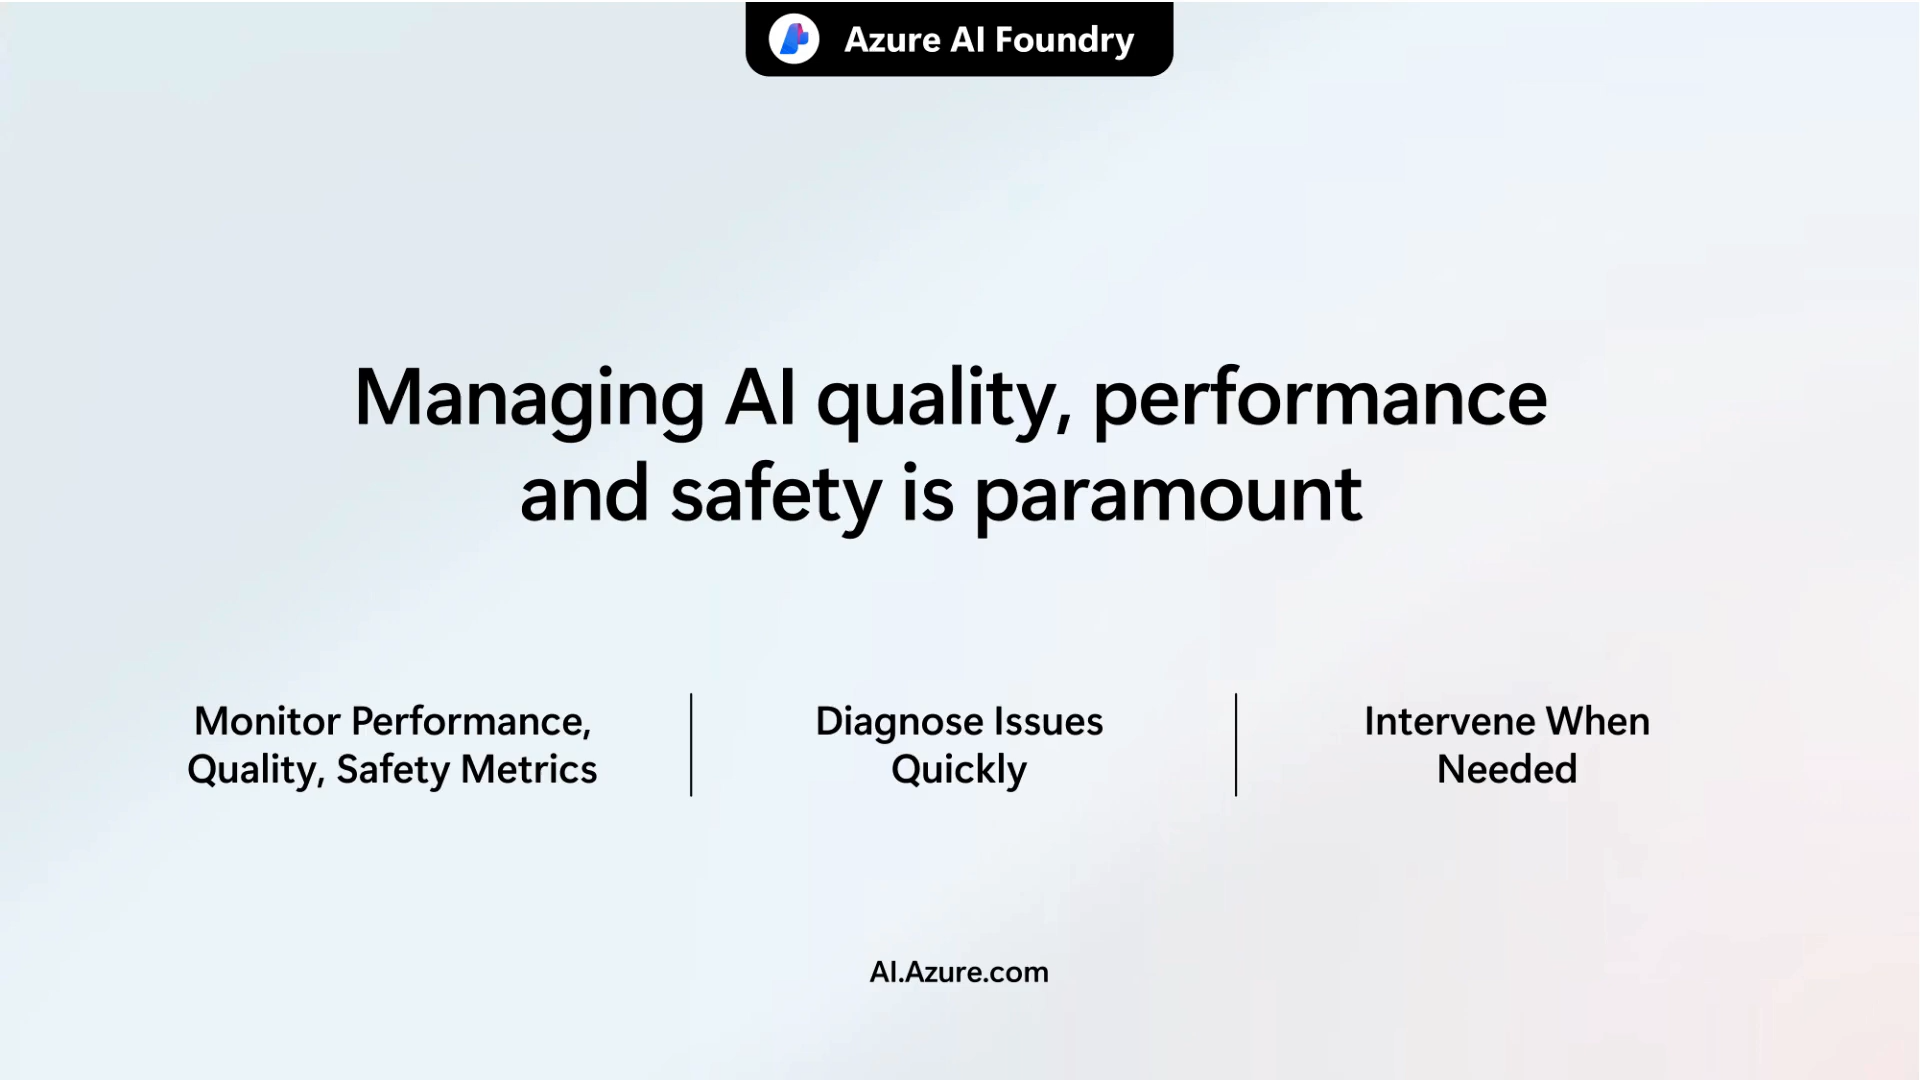 Azure AI Foundry
Managing AI quality, performance
and safety is paramount
Monitor Performance,
Quality, Safety Metrics
Diagnose Issues
Quickly
Intervene When
Needed
AI.Azure.com